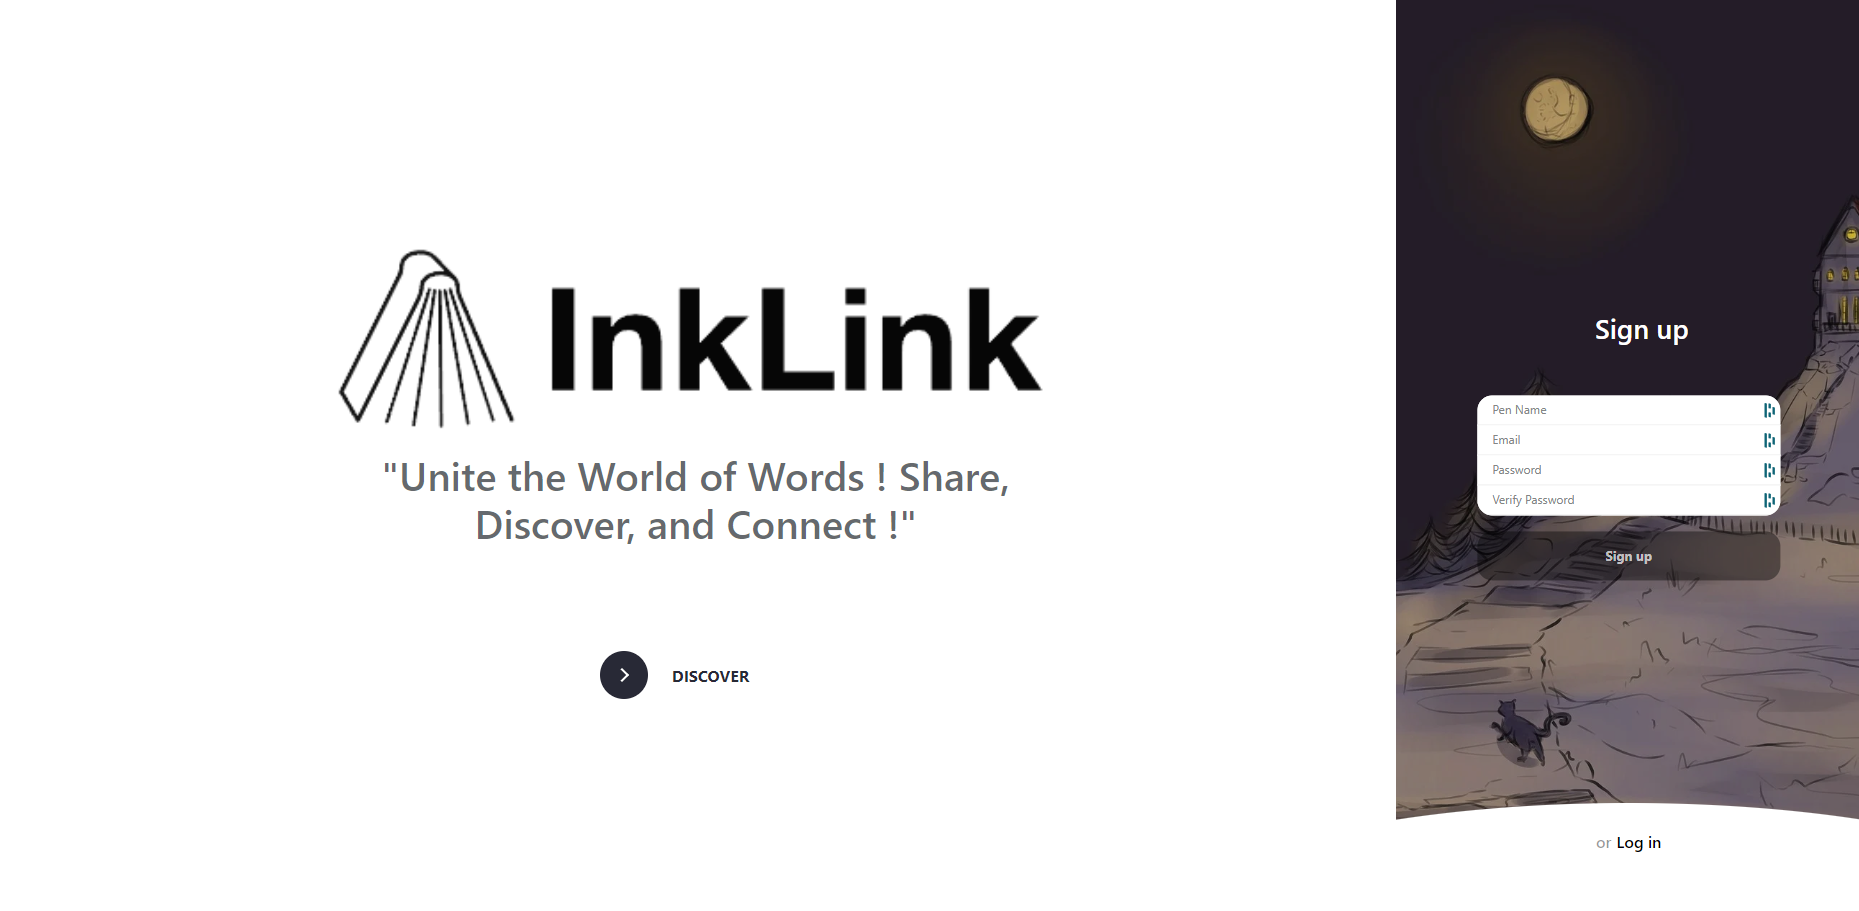 InkLink
"Unite the World of Words ! Share,
Discover, and Connect !"
DISCOVER
Sign up
Pen Name
Email
Password
Verify Password
Sign up
or Log in